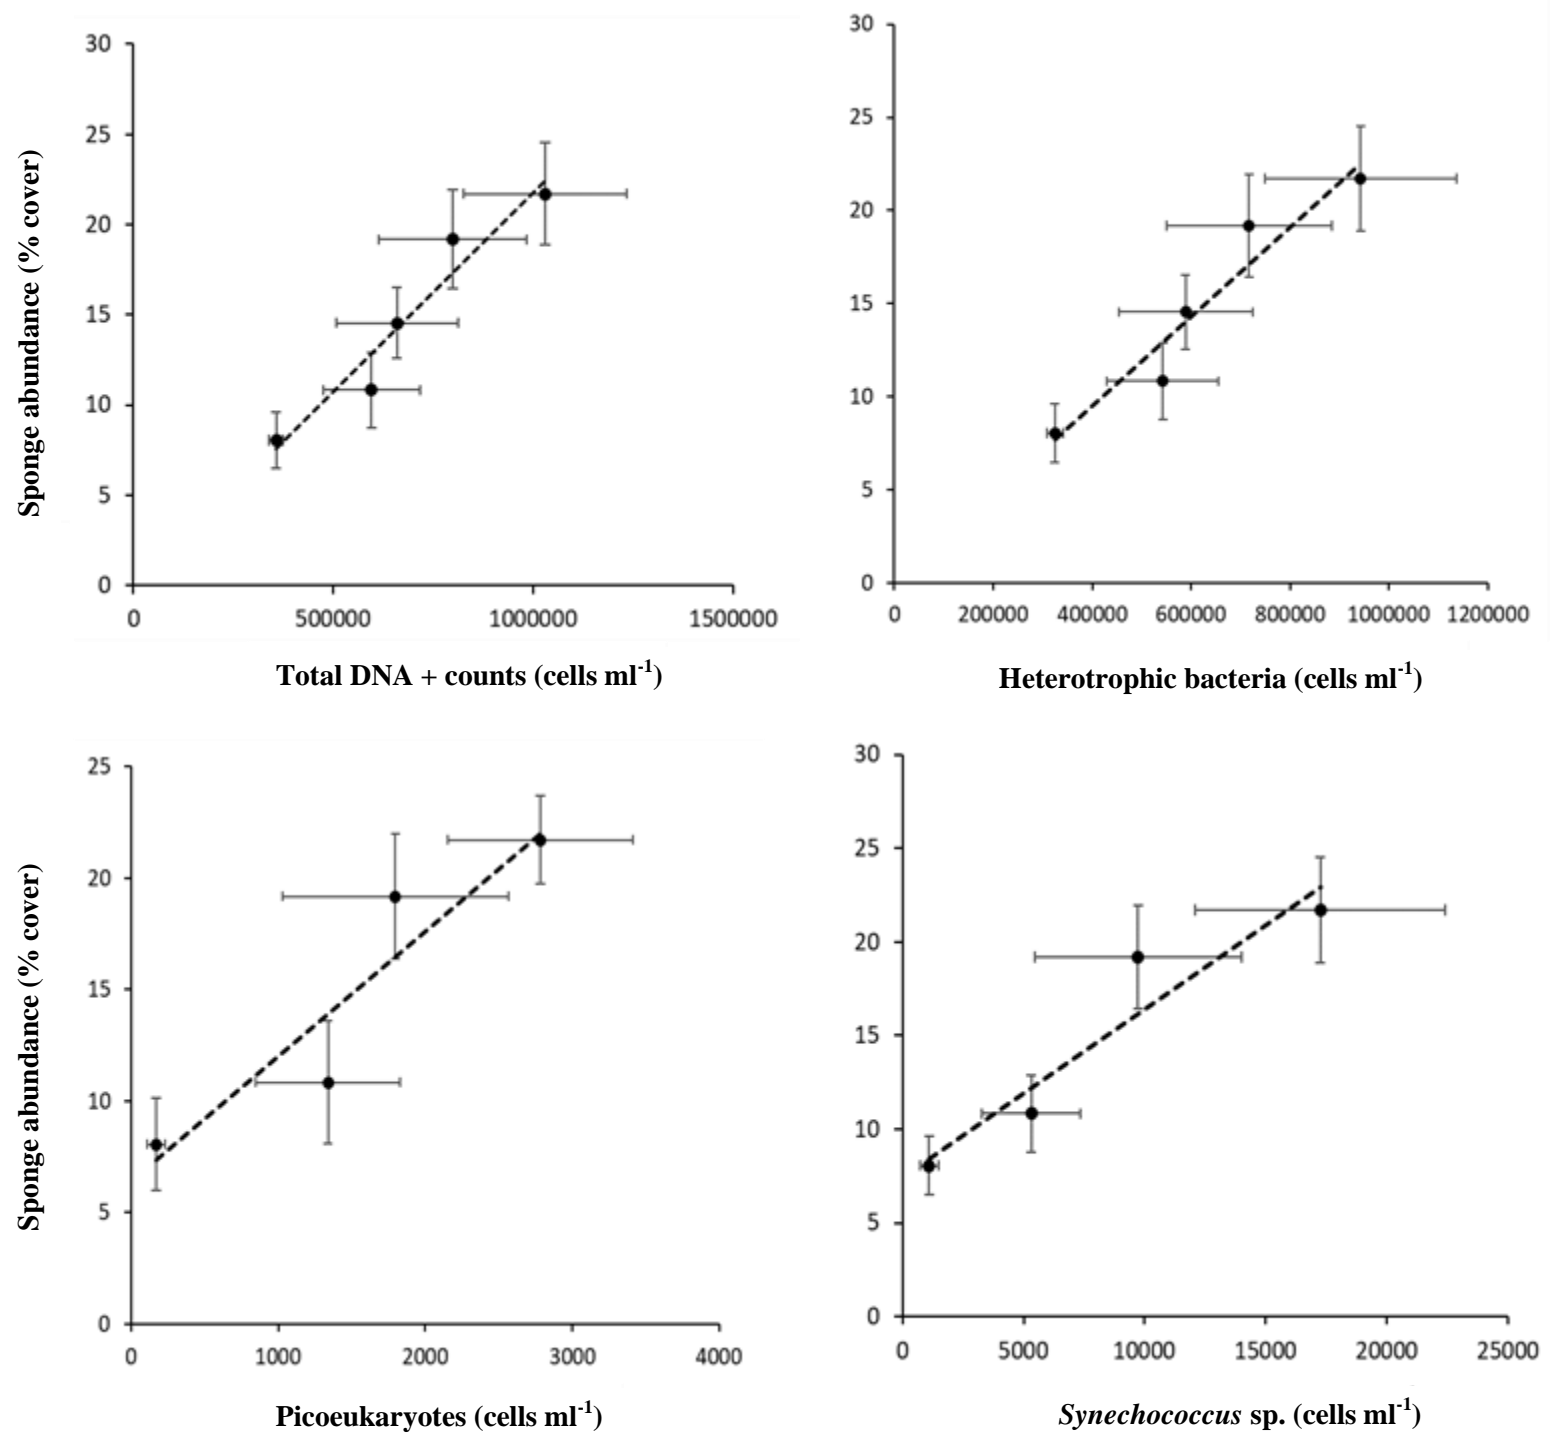 30
25
20
15
10
5
0
0 500000 1000000 1500000
Sponge abundance (% cover)
Total DNA + counts (cells ml-1)
30
25
20
15
10
5
0
0 200000 400000 600000 800000 1000000 1200000
Heterotrophic bacteria (cells ml-1)
25
20
15
10
5
0
0 1000 2000 3000 4000
Sponge abundance (% cover)
Picoeukaryotes (cells ml-1)
30
25
20
15
10
5
0
0 5000 10000 15000 20000 25000
Synechococcus sp. (cells ml-1)